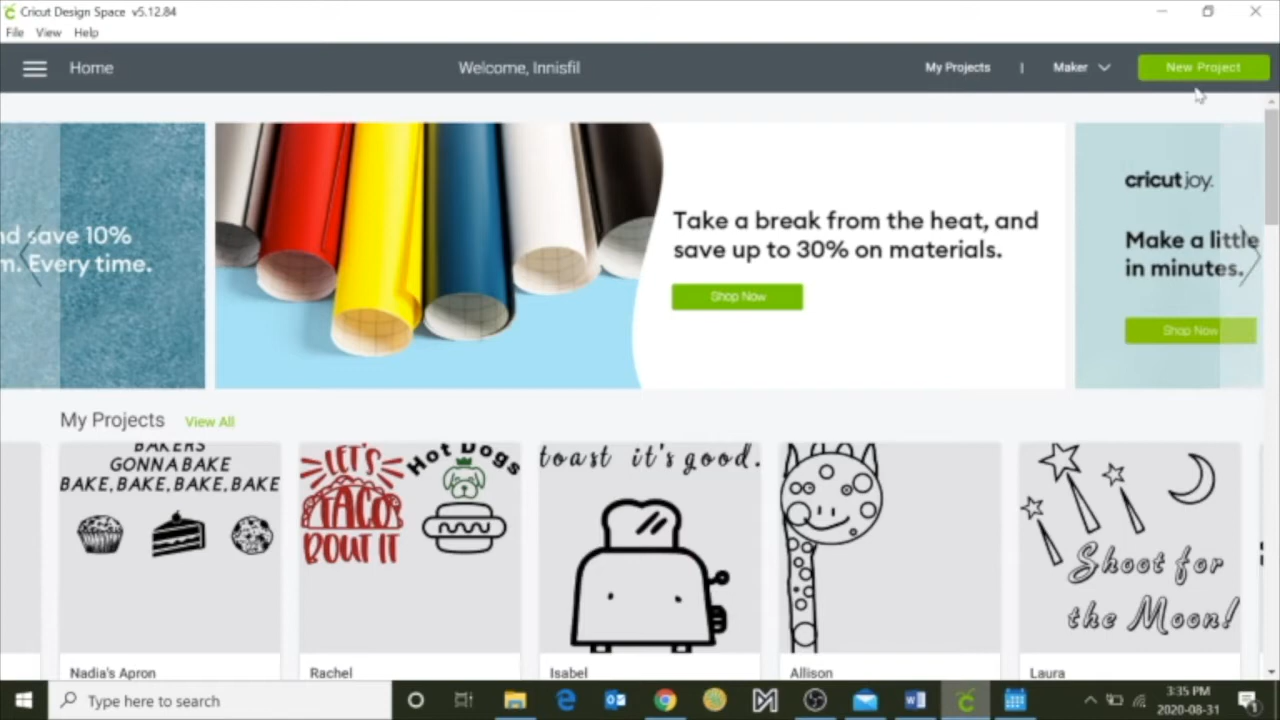 Cricut Design Space v5.12.84
File View Help
Home
Welcome, Innisfil
My Projects | Maker
New Project
nd save 10%
m. Every time.
Take a break from the heat, and
save up to 30% on materials.
Shop Now
cricut joy.
Make a little
in minutes.
Shop Now
My Projects View All
BAKERS
GONNA BAKE
BAKE, BAKE, BAKE, BAKE
LET'S
TACO
BOUT IT
Hot Dogs
toast it's good.
Shoot for
the Moon!
Nadia's Apron
Rachel
Isabel
Allison
Laura
Type here to search
3:35 PM
2020-08-31
1